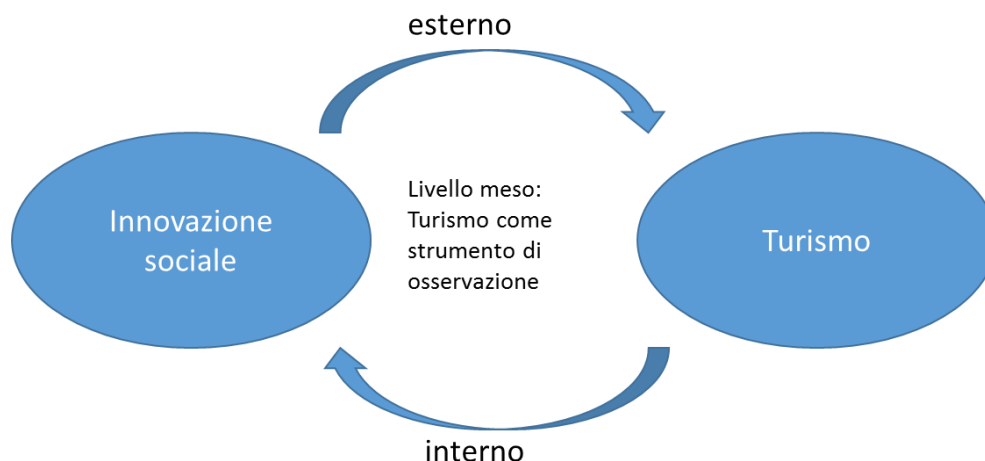 esterno
Innovazione
sociale
Livello meso:
Turismo come
strumento di
osservazione
Turismo
interno